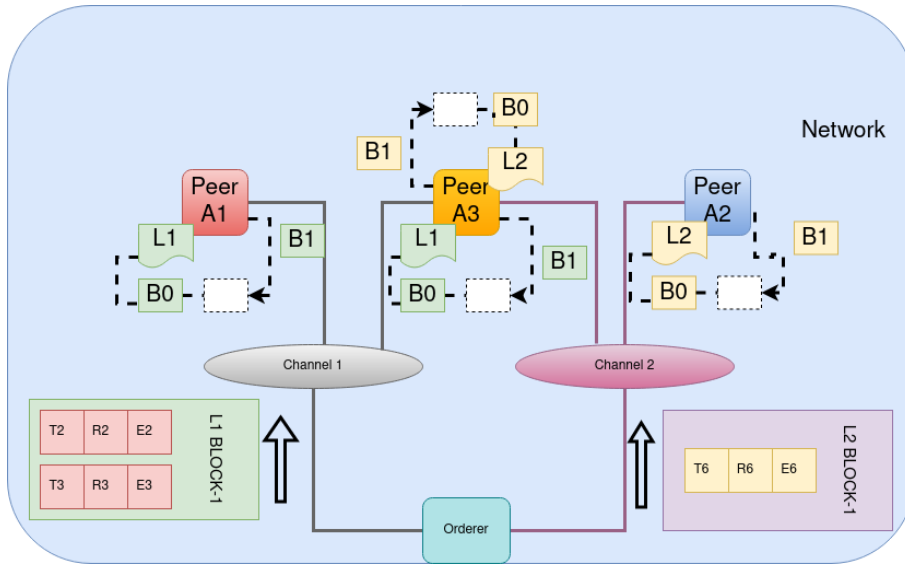 B0
Network
B1
L2
Peer
A1
Peer
A3
Peer
A2
L1
B1
L1
B1
L2
B1
B0
B0
B0
Channel 1
Channel 2
T2 R2 E2
T3 R3 E3
L1 BLOCK-1
T6 R6 E6
L2 BLOCK-1
Orderer